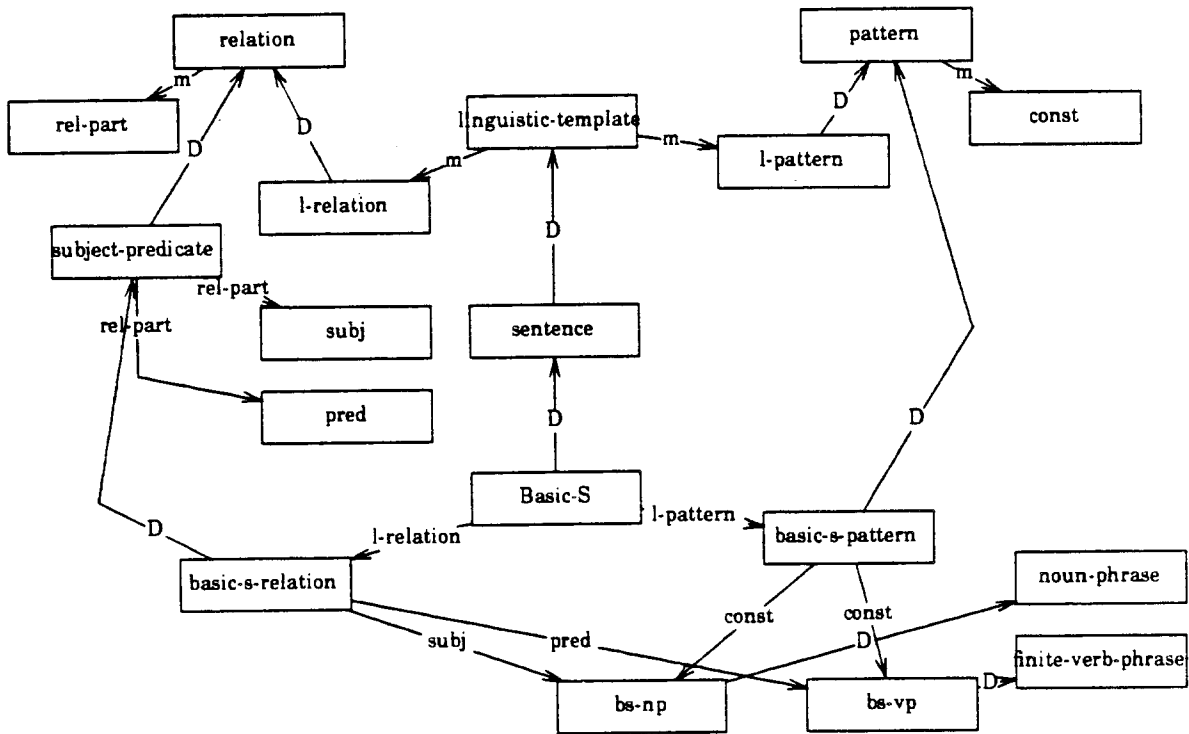 relation
pattern
m
m
rel-part
linguistic-template
D
const
D
D
m
m
l-pattern
l-relation
subject-predicate
D
rel-part
rel-part
subj
sentence
pred
D
D
Basic-S
l-pattern
D
l-relation
basic-s-pattern
basic-s-relation
noun-phrase
const
const
subj
pred
D
finite-verb-phrase
D
bs-np
bs-vp